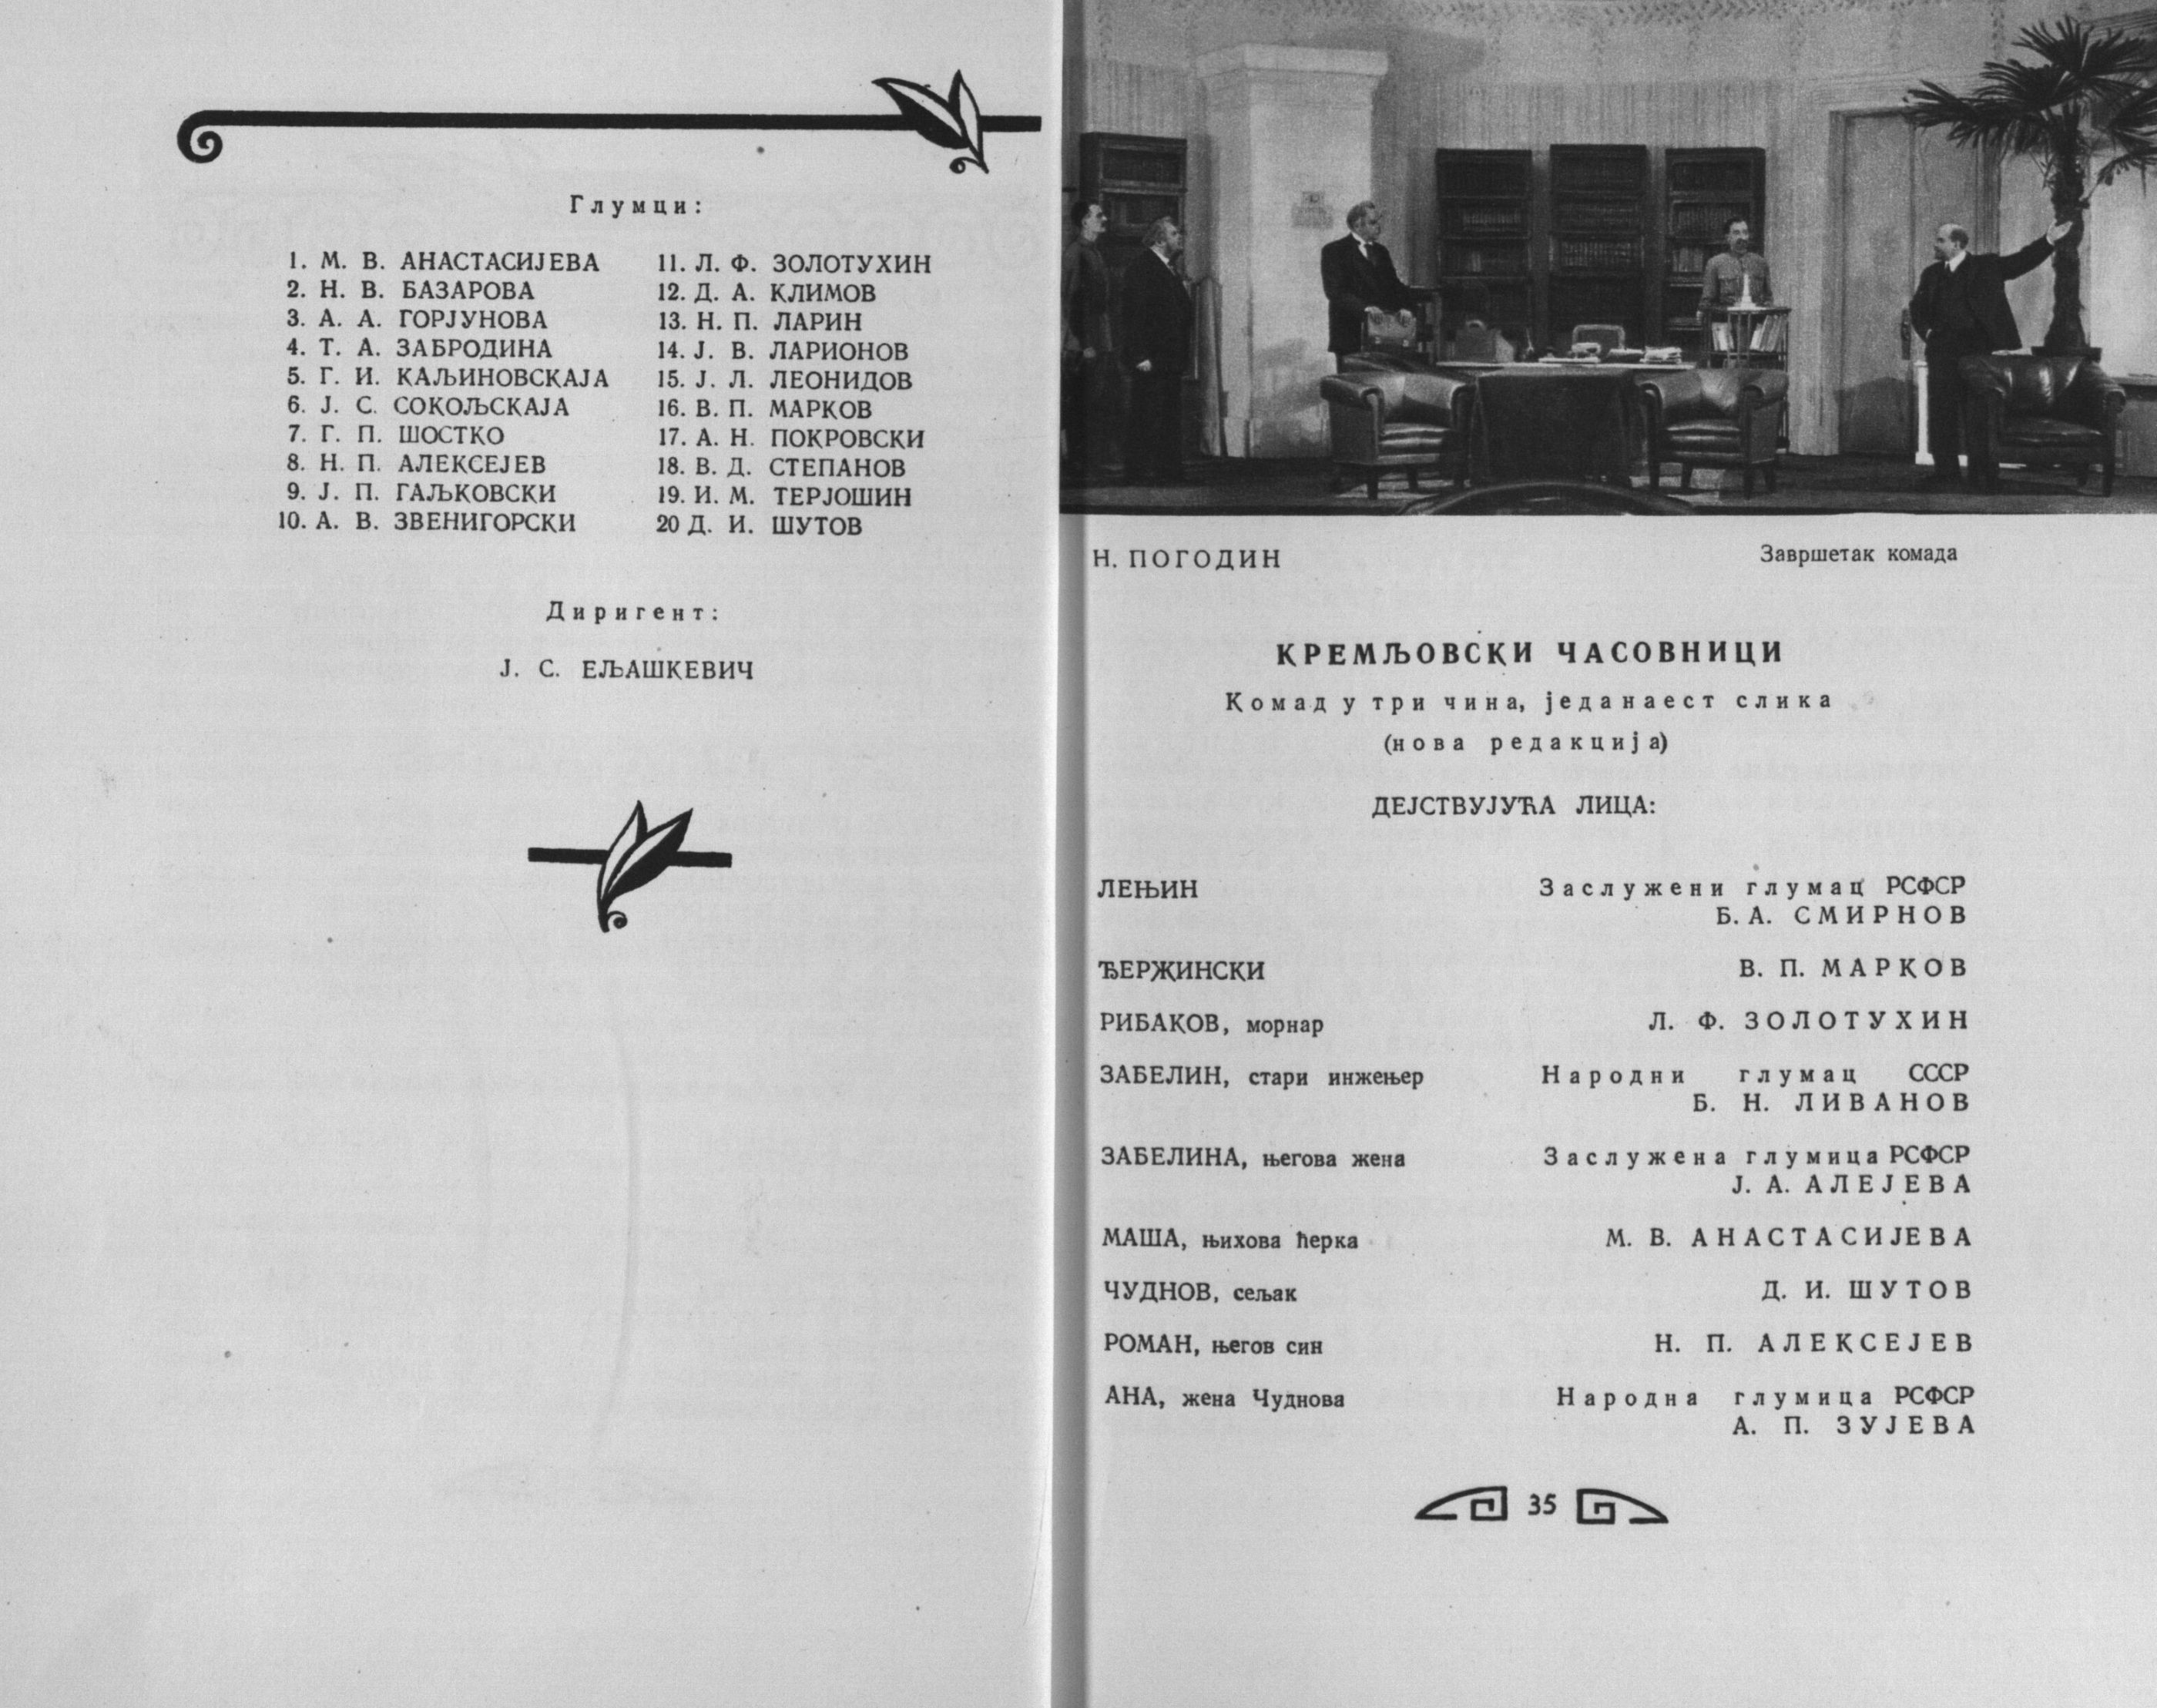 Глумци:
1. М. В. АНАСТАСИЈЕВА
2. Н. В. БАЗАРОВА
3. А. А. ГОРЈУНОВА
4. Т. А. ЗАБРОДИНА
5. Г. И. КАЉИНОВСКАЈА
6. Ј. С. СОКОЉСКАЈА
7. Г. П. ШОСТКО
8. Н. П. АЛЕКСЕЈЕВ
9. Ј. П. ГАЉКОВСКИ
10. А. В. ЗВЕНИГОРСКИ
11. Л. Ф. ЗОЛОТУХИН
12. Д. А. КЛИМОВ
13. Н. П. ЛАРИН
14. Ј. В. ЛАРИОНОВ
15. Ј. Л. ЛЕОНИДОВ
16. В. П. МАРКОВ
17. А. Н. ПОКРОВСКИ
18. В. Д. СТЕПАНОВ
19. И. М. ТЕРЈОШИН
20 Д. И. ШУТОВ
Диригент:
Ј. С. ЕЉАШКЕВИЧ
Н. ПОГОДИН
Завршетак комада
КРЕМЉОВСКИ ЧАСОВНИЦИ
Комад у три чина, једанаест слика
(нова редакција)
ДЕЈСТВУЈУЋА ЛИЦА:
ЛЕЊИН Заслужени глумац РСФСР
Б. А. СМИРНОВ
ЂЕРЖИНСКИ В. П. МАРКОВ
РИБАКОВ, морнар Л. Ф. ЗОЛОТУХИН
ЗАБЕЛИН, стари инжењер Народни глумац СССР
Б. Н. ЛИВАНОВ
ЗАБЕЛИНА, његова жена Заслужена глумица РСФСР
Ј. А. АЛЕЈЕВА
МАША, њихова ћерка М. В. АНАСТАСИЈЕВА
ЧУДНОВ, сељак Д. И. ШУТОВ
РОМАН, његов син Н. П. АЛЕКСЕЈЕВ
АНА, жена Чуднова Народна глумица РСФСР
А. П. ЗУЈЕВА
35